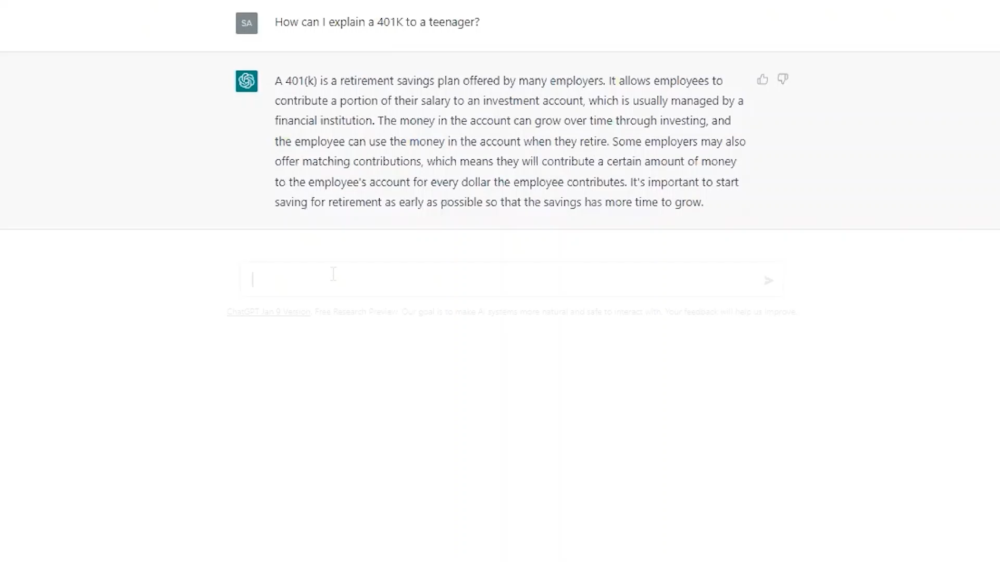 SA
How can I explain a 401K to a teenager?
A 401(k) is a retirement savings plan offered by many employers. It allows employees to
contribute a portion of their salary to an investment account, which is usually managed by a
financial institution. The money in the account can grow over time through investing, and
the employee can use the money in the account when they retire. Some employers may also
offer matching contributions, which means they will contribute a certain amount of money
to the employee's account for every dollar the employee contributes. It's important to start
saving for retirement as early as possible so that the savings has more time to grow.
ChatGPT Jan 9 Version. Free Research Preview. Our goal is to make AI systems more natural and safe to interact with. Your feedback will help us improve.